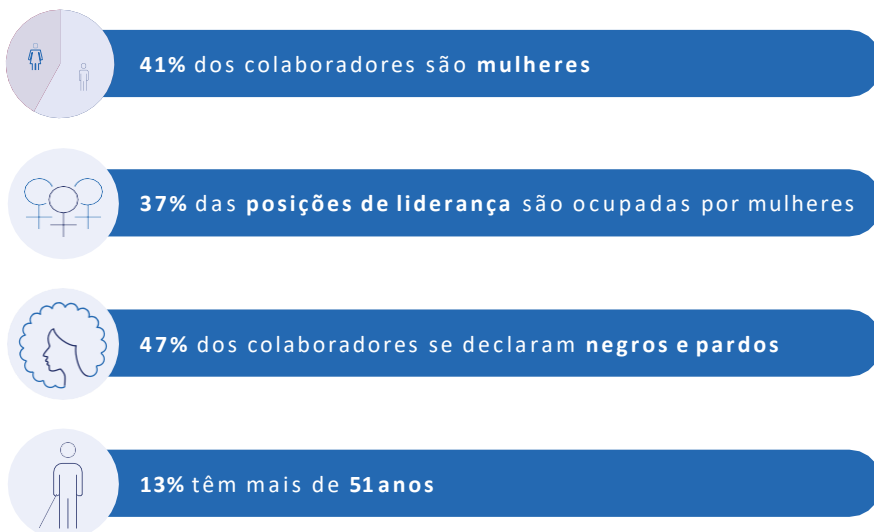 41% dos colaboradores são mulheres
37% das posições de liderança são ocupadas por mulheres
47% dos colaboradores se declaram negros e pardos
13% têm mais de 51 anos